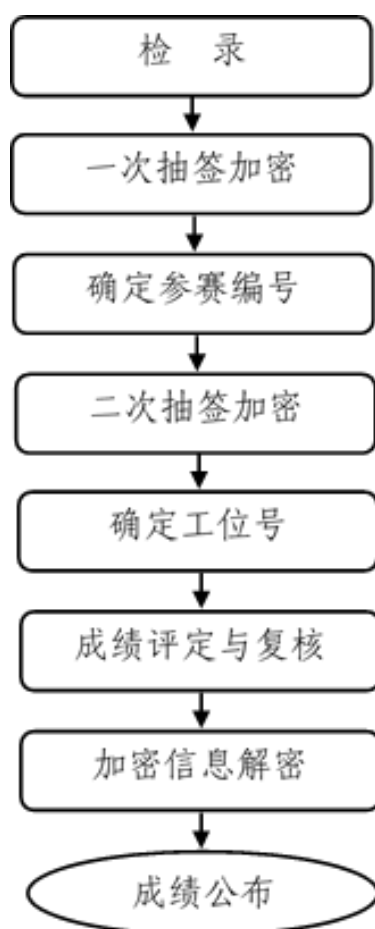 检 录
一次抽签加密
确定参赛编号
二次抽签加密
确定工位号
成绩评定与复核
加密信息解密
成绩公布